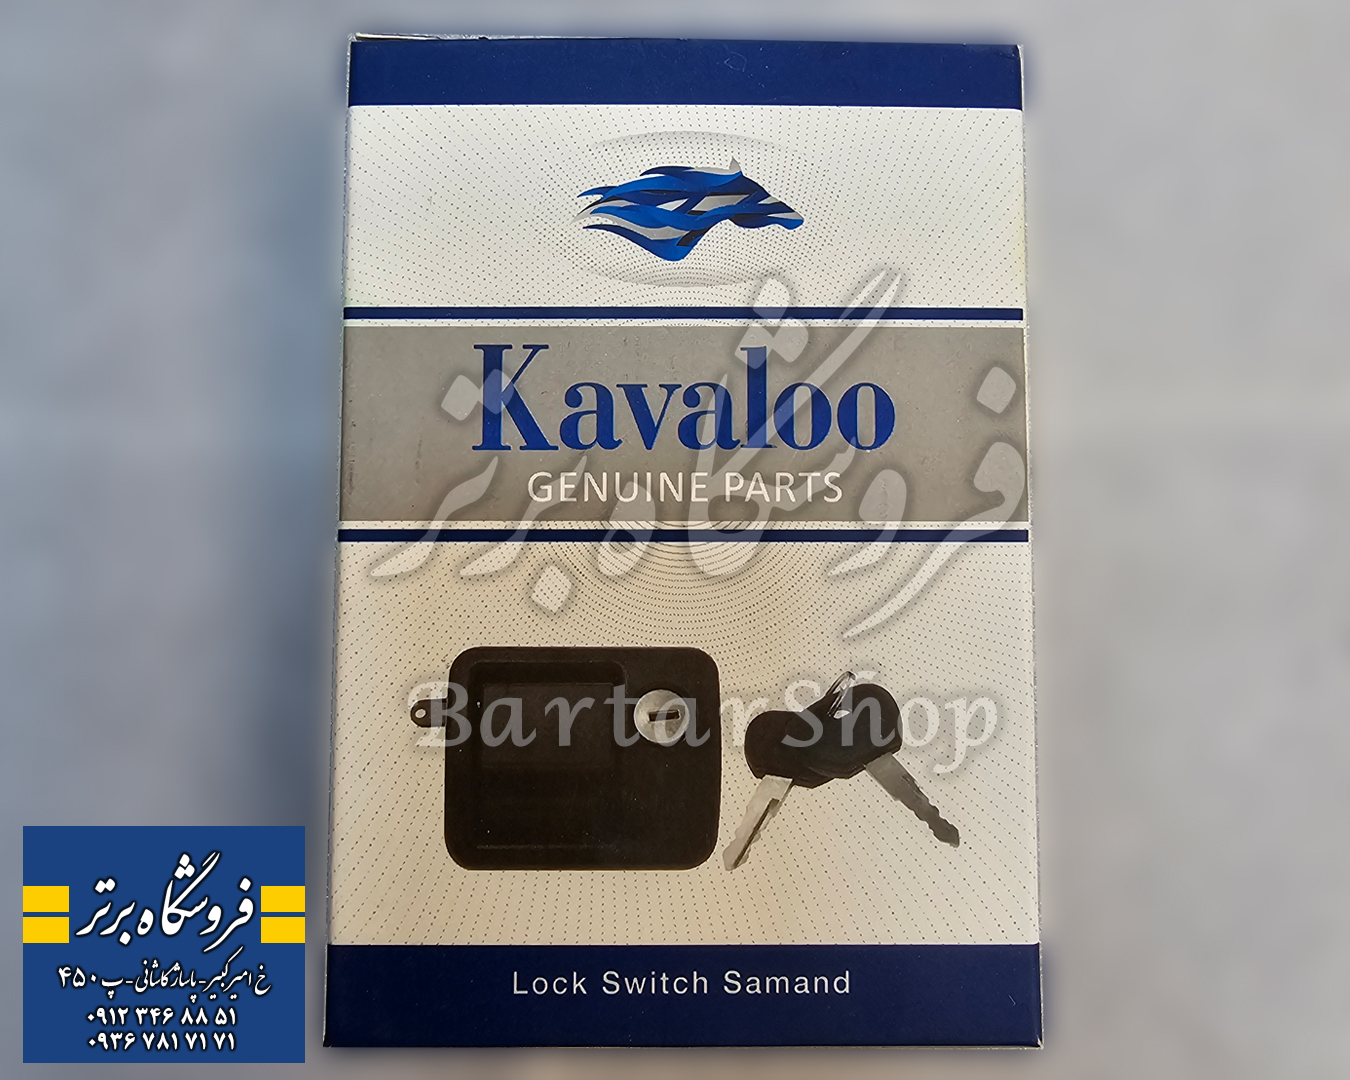 Kavaloo
GENUINE PARTS
فروشگاه برتر
BartarShop
Lock Switch Samand
فروشگاه برتر
خ امیرکبیر-پاساژ کاشانی-پ ۴۵۰
۰۹۱۲ ۳۴۶ ۸۸ ۵۱
۰۹۳۶ ۷۸۱ ۷۱ ۷۱